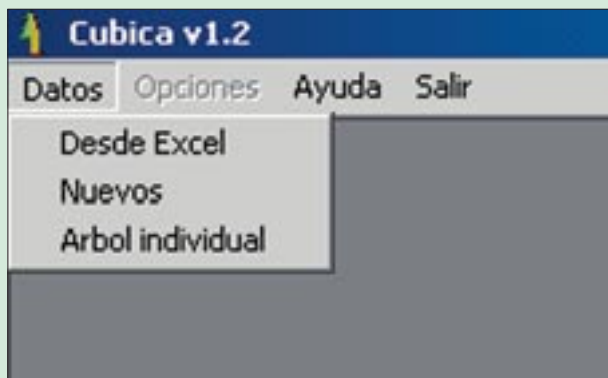 Cubica v1.2
Datos Opciones Ayuda Salir
Desde Excel
Nuevos
Arbol individual